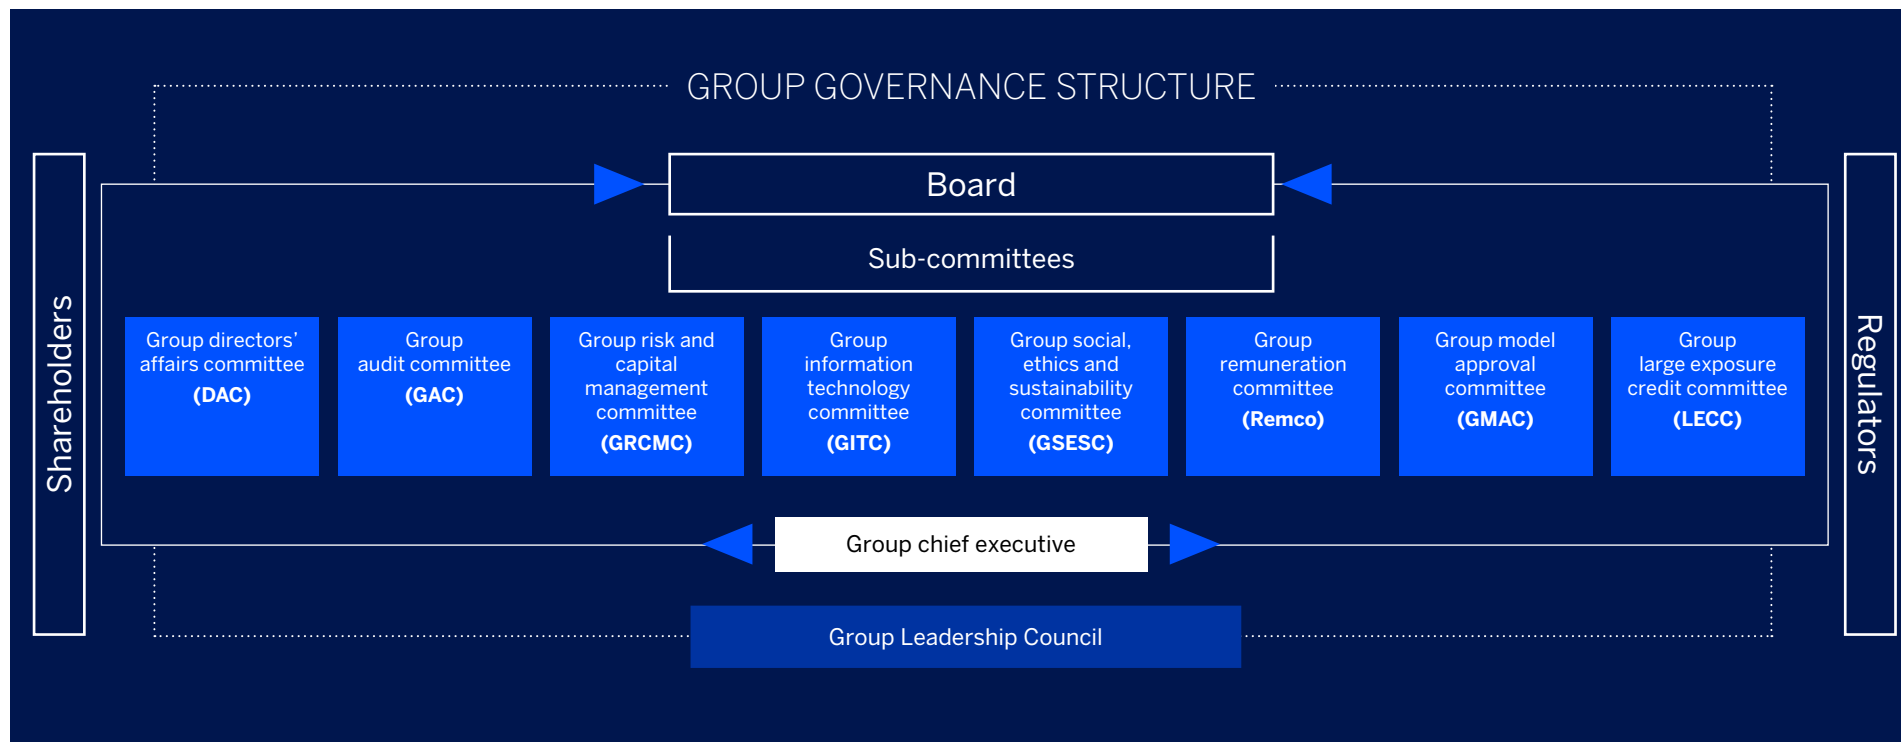 GROUP GOVERNANCE STRUCTURE
Shareholders
Board
Sub-committees
Group directors’
affairs committee
(DAC)
Group
audit committee
(GAC)
Group risk and
capital
management
committee
(GRCMC)
Group
information
technology
committee
(GITC)
Group social,
ethics and
sustainability
committee
(GSESC)
Group
remuneration
committee
(Remco)
Group model
approval
committee
(GMAC)
Group
large exposure
credit committee
(LECC)
Regulators
Group chief executive
Group Leadership Council